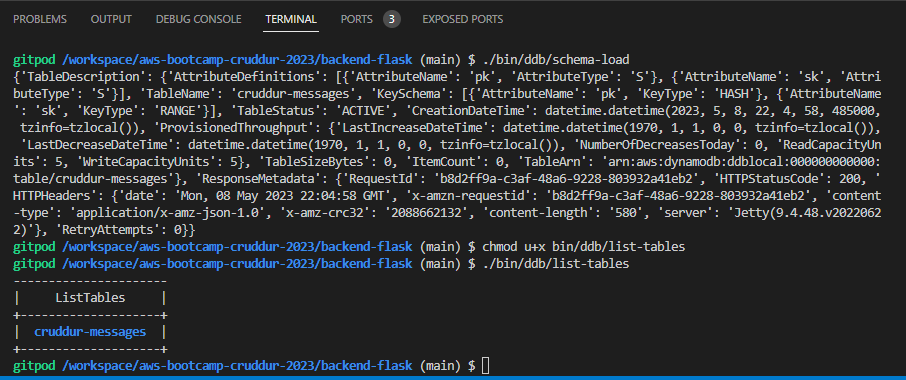 PROBLEMS OUTPUT DEBUG CONSOLE TERMINAL PORTS 3 EXPOSED PORTS
gitpod /workspace/aws-bootcamp-cruddur-2023/backend-flask (main) $ ./bin/ddb/schema-load
{'TableDescription': {'AttributeDefinitions': [{'AttributeName': 'pk', 'AttributeType': 'S'}, {'AttributeName': 'sk', 'Attri
buteType': 'S'}], 'TableName': 'cruddur-messages', 'KeySchema': [{'AttributeName': 'pk', 'KeyType': 'HASH'}, {'AttributeName
': 'sk', 'KeyType': 'RANGE'}], 'TableStatus': 'ACTIVE', 'CreationDateTime': datetime.datetime(2023, 5, 8, 22, 4, 58, 485000,
 tzinfo=tzlocal()), 'ProvisionedThroughput': {'LastIncreaseDateTime': datetime.datetime(1970, 1, 1, 0, 0, tzinfo=tzlocal()),
 'LastDecreaseDateTime': datetime.datetime(1970, 1, 1, 0, 0, tzinfo=tzlocal()), 'NumberOfDecreasesToday': 0, 'ReadCapacityUn
its': 5, 'WriteCapacityUnits': 5}, 'TableSizeBytes': 0, 'ItemCount': 0, 'TableArn': 'arn:aws:dynamodb:ddblocal:000000000000:
table/cruddur-messages'}, 'ResponseMetadata': {'RequestId': 'b8d2ff9a-c3af-48a6-9228-803932a41eb2', 'HTTPStatusCode': 200, '
HTTPHeaders': {'date': 'Mon, 08 May 2023 22:04:58 GMT', 'x-amzn-requestid': 'b8d2ff9a-c3af-48a6-9228-803932a41eb2', 'content
-type': 'application/x-amz-json-1.0', 'x-amz-crc32': '2088662132', 'content-length': '580', 'server': 'Jetty(9.4.48.v2022062
2)'}, 'RetryAttempts': 0}}
gitpod /workspace/aws-bootcamp-cruddur-2023/backend-flask (main) $ chmod u+x bin/ddb/list-tables
gitpod /workspace/aws-bootcamp-cruddur-2023/backend-flask (main) $ ./bin/ddb/list-tables
----------------------
|     ListTables     |
+--------------------+
|  cruddur-messages  |
+--------------------+
gitpod /workspace/aws-bootcamp-cruddur-2023/backend-flask (main) $